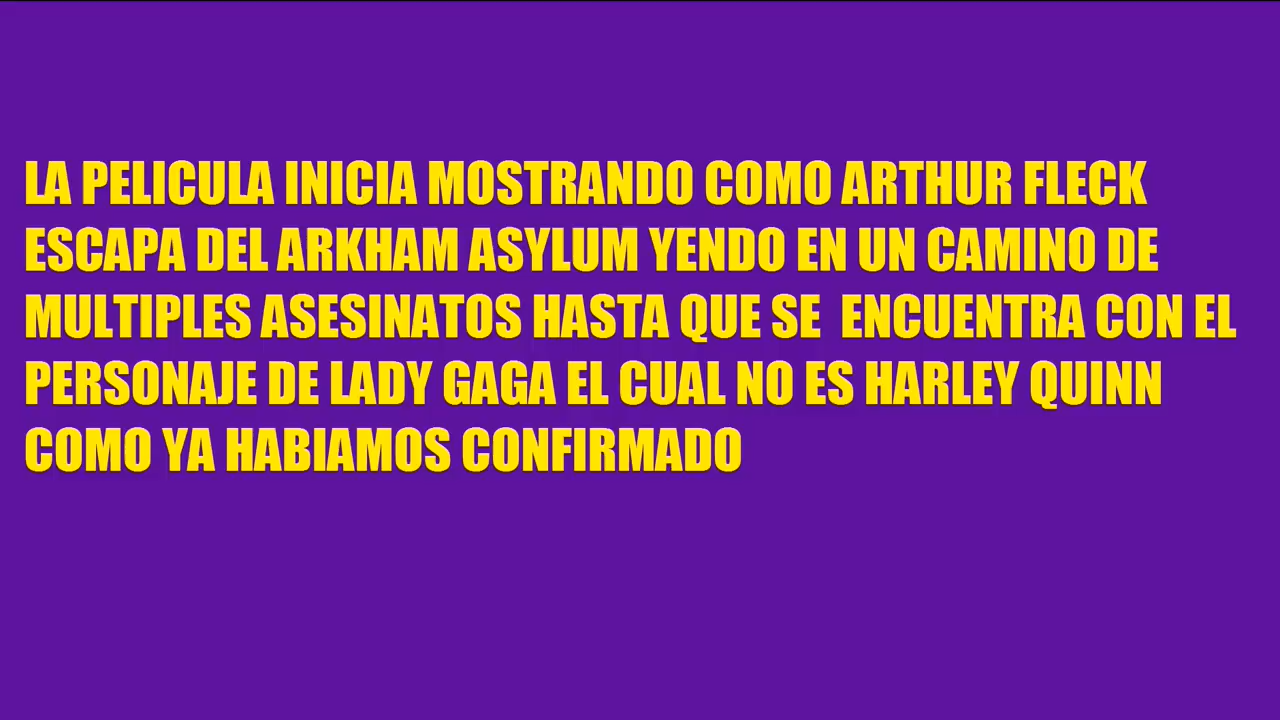 LA PELICULA INICIA MOSTRANDO COMO ARTHUR FLECK
ESCAPA DEL ARKHAM ASYLUM YENDO EN UN CAMINO DE
MULTIPLES ASESINATOS HASTA QUE SE  ENCUENTRA CON EL
PERSONAJE DE LADY GAGA EL CUAL NO ES HARLEY QUINN
COMO YA HABIAMOS CONFIRMADO